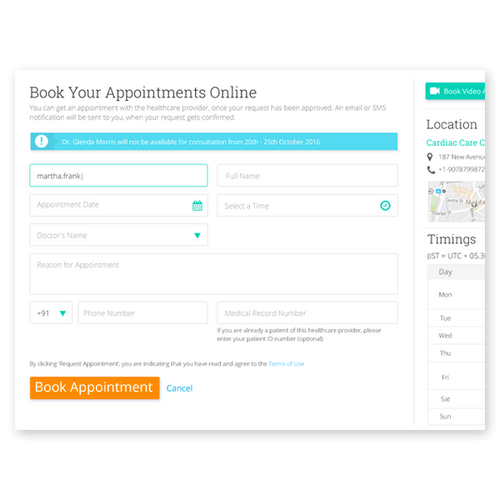 Book Your Appointments Online
You can get an appointment with the healthcare provider, once your request has been approved. An email or SMS
notification will be sent to you, when your request gets confirmed.
Dr. Glenda Morris will not be available for consultation from 20th - 25th October 2016
martha.frank
Full Name
Appointment Date
Select a Time
Doctor's Name
Reason for Appointment
+91
Phone Number
Medical Record Number
If you are already a patient of this healthcare provider, please
enter your patient ID number (optional)
By clicking 'Request Appointment', you are indicating that you have read and agree to the Terms of Use
Book Appointment
Cancel
Book Video A
Location
Cardiac Care C
187 New Avenu
+1-9078799872
Timings
(IST = UTC + 05.3
Day
Mon
Tue
Wed
Thu
Fri
Sat
Sun